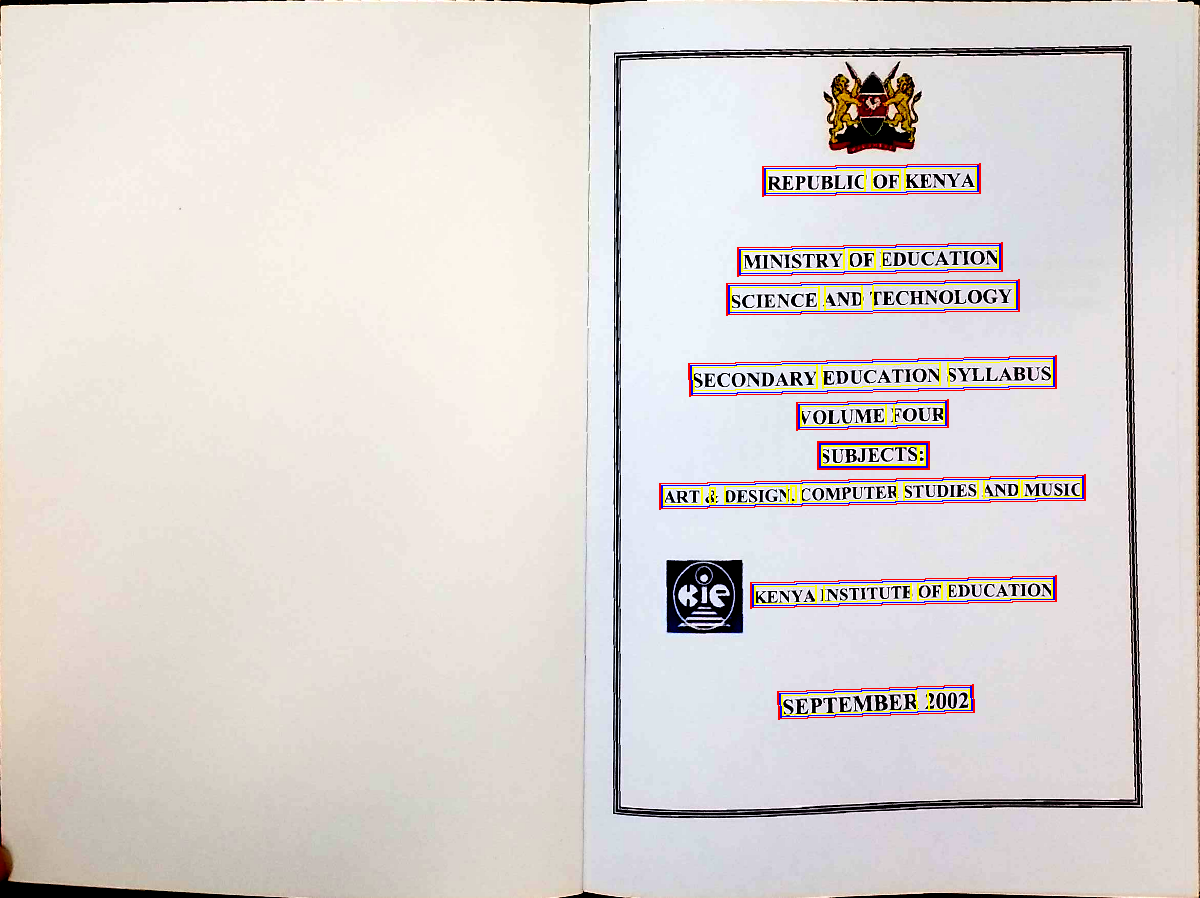 REPUBLIC OF KENYA
MINISTRY OF EDUCATION
SCIENCE AND TECHNOLOGY
SECONDARY EDUCATION SYLLABUS
VOLUME FOUR
SUBJECTS:
ART & DESIGN, COMPUTER STUDIES AND MUSIC
KIE
KENYA INSTITUTE OF EDUCATION
SEPTEMBER 2002